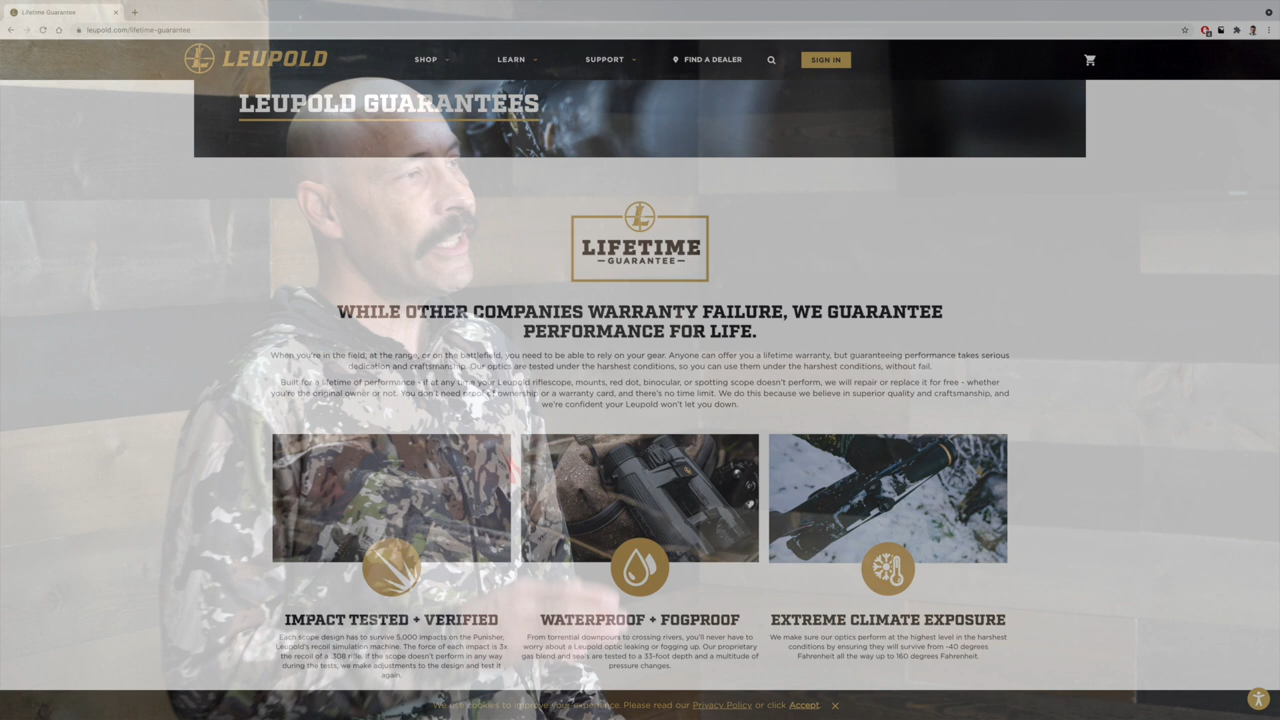 Lifetime Guarantee
leupold.com/lifetime-guarantee
LEUPOLD
SHOP
LEARN
SUPPORT
FIND A DEALER
SIGN IN
LEUPOLD GUARANTEES
L
LIFETIME
GUARANTEE
WHILE OTHER COMPANIES WARRANTY FAILURE, WE GUARANTEE
PERFORMANCE FOR LIFE.
When you're in the field, at the range, or on the battlefield, you need to be able to rely on your gear. Anyone can offer you a lifetime warranty, but guaranteeing performance takes serious
dedication and craftsmanship. Our optics are tested under the harshest conditions, so you can use them under the harshest conditions, without fail.
Built for a lifetime of performance - if at any time your Leupold riflescope, mounts, red dot, binocular, or spotting scope doesn't perform, we will repair or replace it for free - whether
you're the original owner or not. You don't need proof of ownership or a warranty card, and there's no time limit. We do this because we believe in superior quality and craftsmanship, and
we're confident your Leupold won't let you down.
IMPACT TESTED + VERIFIED
Each scope design has to survive 5,000 impacts on the Punisher,
Leupold's recoil simulation machine. The force of each impact is 3x
the recoil of a .308 rifle. If the scope doesn't perform in any way
during the tests, we make adjustments to the design and test it
again.
WATERPROOF + FOGPROOF
From torrential downpours to crossing rivers, you'll never have to
worry about a Leupold optic leaking or fogging up. Our proprietary
gas blend and seals are tested to a 33-foot depth and a multitude of
pressure changes.
EXTREME CLIMATE EXPOSURE
We make sure our optics perform at the highest level in the harshest
conditions by ensuring they will survive from -40 degrees
Fahrenheit all the way up to 160 degrees Fahrenheit.
We use cookies to improve your experience. Please read our Privacy Policy or click Accept.